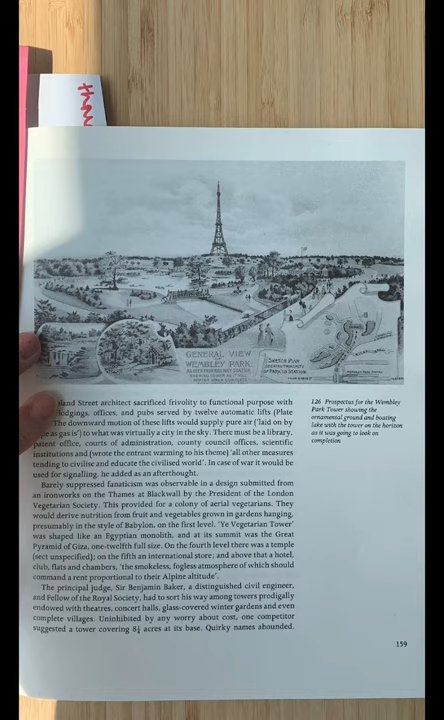 GENERAL VIEW
OF
WEMBLEY PARK.
SKETCH PLAN
SHEWING PROXIMITY
OF PARK TO STATION
land Street architect sacrificed frivolity to functional purpose with
lodgings, offices, and pubs served by twelve automatic lifts (Plate
The downward motion of these lifts would supply pure air ('laid on by
as gas is') to what was virtually a city in the sky. There must be a library,
patent office, courts of administration, county council offices, scientific
institutions and (wrote the entrant warming to his theme) 'all other measures
tending to civilise and educate the civilised world'. In case of war it would be
used for signalling, he added as an afterthought.
Barely suppressed fanaticism was observable in a design submitted from
an ironworks on the Thames at Blackwall by the President of the London
Vegetarian Society. This provided for a colony of aerial vegetarians. They
would derive nutrition from fruit and vegetables grown in gardens hanging,
presumably in the style of Babylon, on the first level. 'Ye Vegetarian Tower'
was shaped like an Egyptian monolith, and at its summit was the Great
Pyramid of Giza, one-twelfth full size. On the fourth level there was a temple
(sect unspecified); on the fifth an international store; and above that a hotel,
club, flats and chambers, 'the smokeless, fogless atmosphere of which should
command a rent proportional to their Alpine altitude'.
The principal judge, Sir Benjamin Baker, a distinguished civil engineer,
and Fellow of the Royal Society, had to sort his way among towers prodigally
endowed with theatres, concert halls, glass-covered winter gardens and even
complete villages. Uninhibited by any worry about cost, one competitor
suggested a tower covering 8½ acres at its base. Quirky names abounded.
126 Prospectus for the Wembley
Park Tower showing the
ornamental ground and boating
lake with the tower on the horizon
as it was going to look on
completion
159